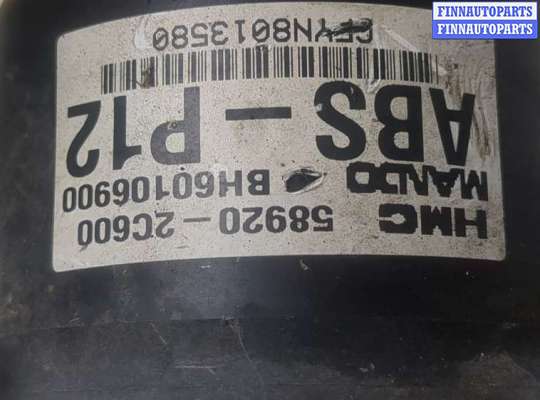 FINNAUTOPARTS
FINNAUTOPARTS
HMC 58920-2C600
MANDO BH60106900
ABS-P12
CFYN8013580